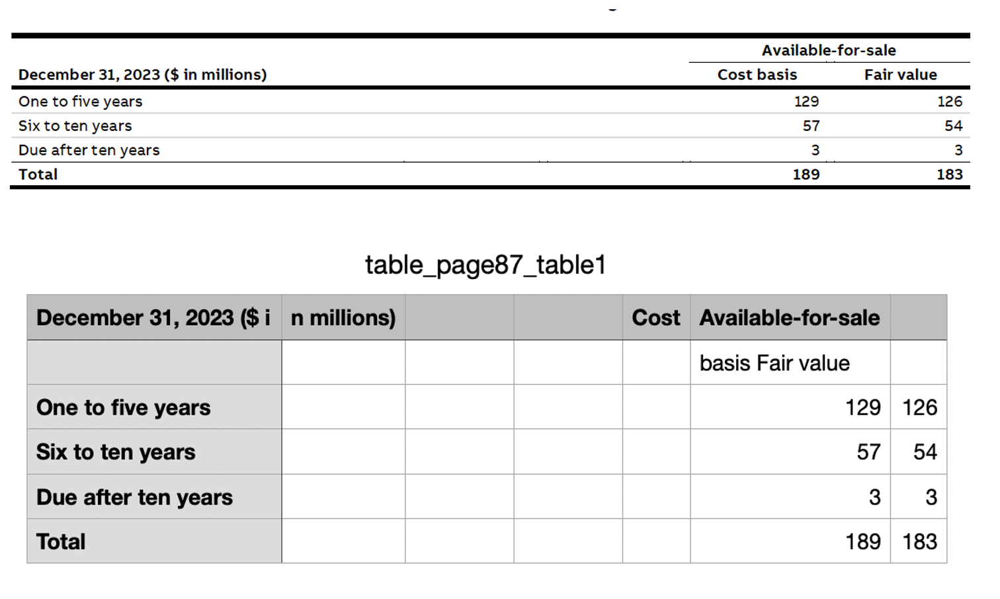 Available-for-sale
December 31, 2023 ($ in millions) Cost basis Fair value
One to five years 129 126
Six to ten years 57 54
Due after ten years 3 3
Total 189 183
table_page87_table1
December 31, 2023 ($ i n millions) Cost Available-for-sale
basis Fair value
One to five years 129 126
Six to ten years 57 54
Due after ten years 3 3
Total 189 183